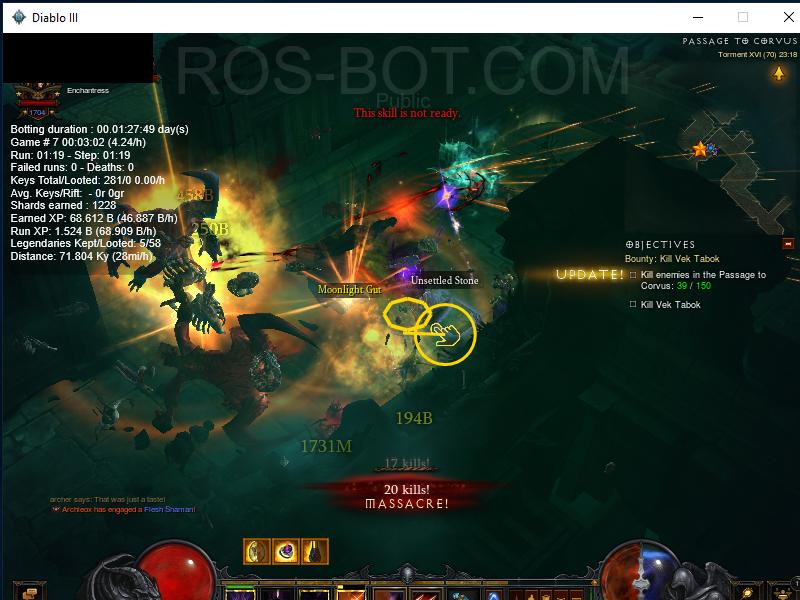 Diablo III
ROS-BOT.COM
Public
PASSAGE TO CORVUS
Torment XVI (70) 23:18
Enchantress
1704
This skill is not ready.
Botting duration : 00.01:27:49 day(s)
Game # 7 00:03:02 (4.24/h)
Run: 01:19 - Step: 01:19
Failed runs: 0 - Deaths: 0
Keys Total/Looted: 281/0 0.00/h
Avg. Keys/Rift: - 0r 0gr
Shards earned : 1228
Earned XP: 68.612 B (46.887 B/h)
Run XP: 1.524 B (68.909 B/h)
Legendaries Kept/Looted: 5/58
Distance: 71.804 Ky (28mi/h)
458B
250B
OBJECTIVES
Bounty: Kill Vek Tabok
UPDATE!
Kill enemies in the Passage to
Corvus: 39 / 150
Kill Vek Tabok
Unsettled Stone
Moonlight Gut
194B
1731M
17 kills!
20 kills!
MASSACRE!
archer says: That was just a taste!
Archleox has engaged a Flesh Shaman!